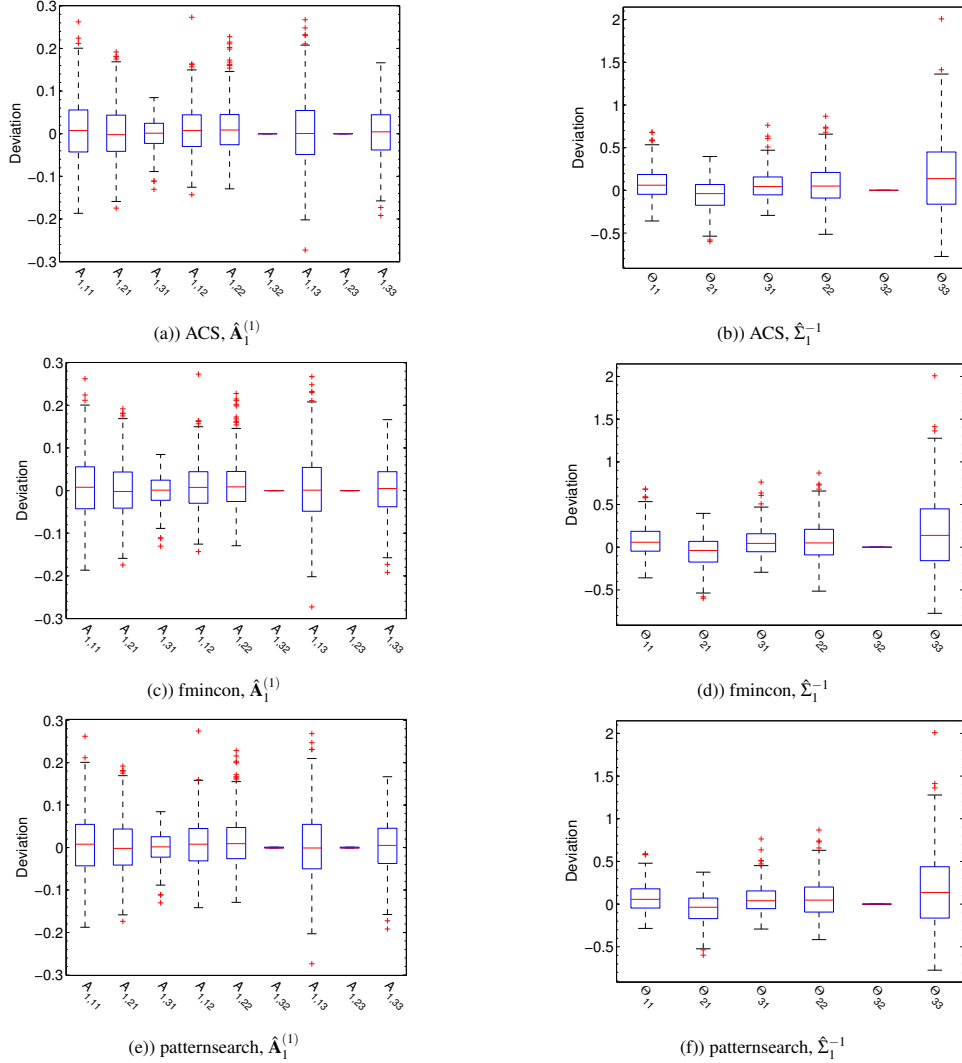 0.3
0.2
0.1
0
−0.1
−0.2
−0.3
Deviation
A1,11 A1,21 A1,31 A1,12 A1,22 A1,32 A1,13 A1,23 A1,33
(a)) ACS, Â1(1)
2
1.5
1
0.5
0
−0.5
Deviation
Θ11 Θ21 Θ31 Θ22 Θ32 Θ33
(b)) ACS, Σ̂1−1
0.3
0.2
0.1
0
−0.1
−0.2
−0.3
Deviation
A1,11 A1,21 A1,31 A1,12 A1,22 A1,32 A1,13 A1,23 A1,33
(c)) fmincon, Â1(1)
2
1.5
1
0.5
0
−0.5
Deviation
Θ11 Θ21 Θ31 Θ22 Θ32 Θ33
(d)) fmincon, Σ̂1−1
0.3
0.2
0.1
0
−0.1
−0.2
−0.3
Deviation
A1,11 A1,21 A1,31 A1,12 A1,22 A1,32 A1,13 A1,23 A1,33
(e)) patternsearch, Â1(1)
2
1.5
1
0.5
0
−0.5
Deviation
Θ11 Θ21 Θ31 Θ22 Θ32 Θ33
(f)) patternsearch, Σ̂1−1